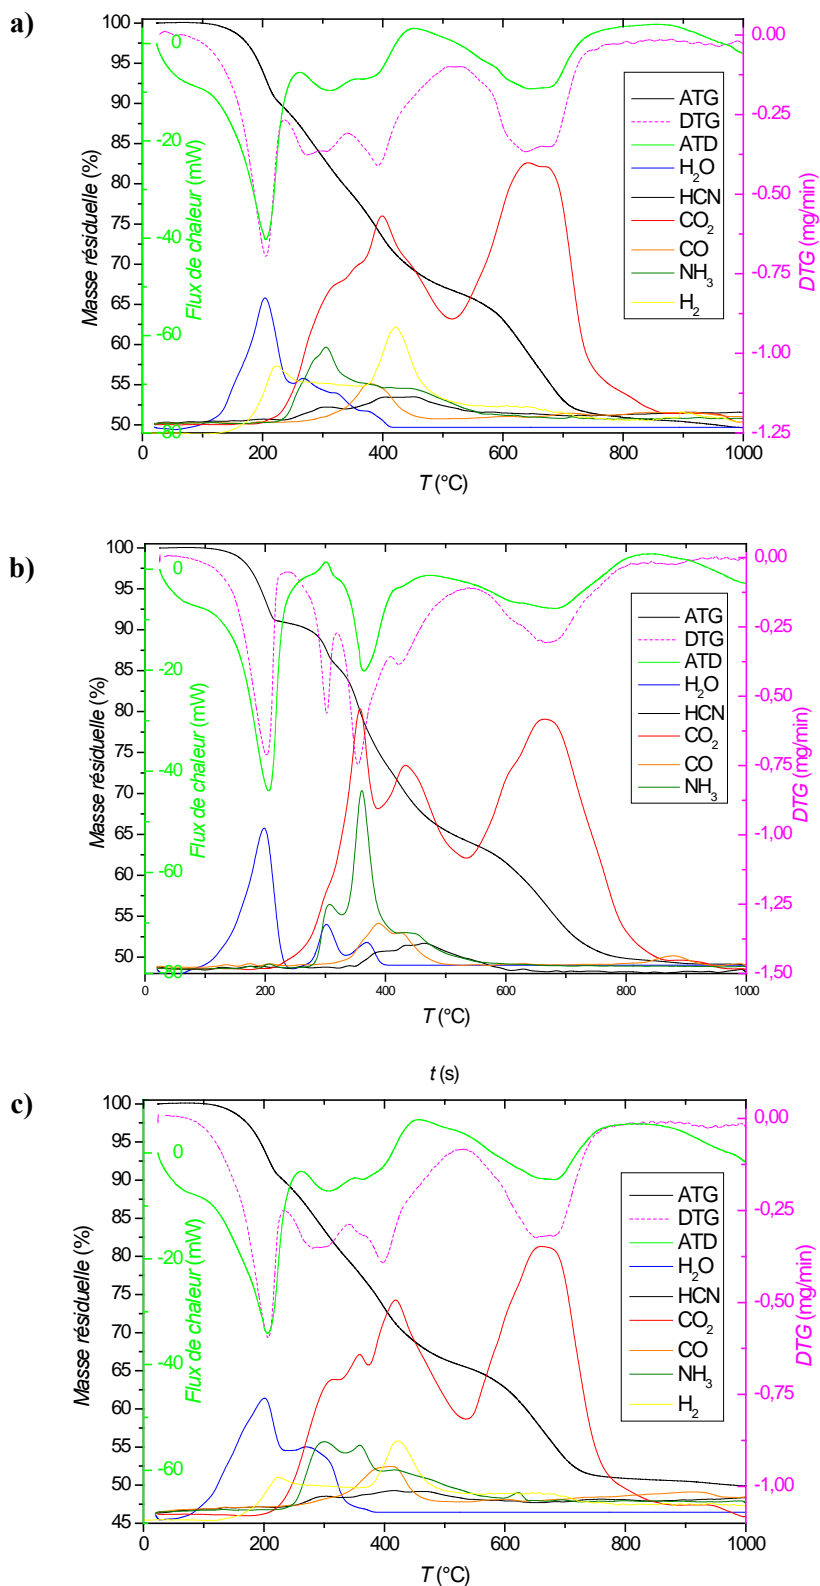 a)
100
95
90
85
80
75
70
65
60
55
50
Masse résiduelle (%)
0
-20
-40
-60
-80
Flux de chaleur (mW)
0.00
-0.25
-0.50
-0.75
-1.00
-1.25
DTG (mg/min)
ATG
DTG
ATD
H2O
HCN
CO2
CO
NH3
H2
0 200 400 600 800 1000
T (°C)
b)
100
95
90
85
80
75
70
65
60
55
50
Masse résiduelle (%)
0
-20
-40
-60
-80
Flux de chaleur (mW)
0,00
-0,25
-0,50
-0,75
-1,00
-1,25
-1,50
DTG (mg/min)
ATG
DTG
ATD
H2O
HCN
CO2
CO
NH3
0 200 400 600 800 1000
T (°C)
t (s)
c)
100
95
90
85
80
75
70
65
60
55
50
45
Masse résiduelle (%)
0
-20
-40
-60
Flux de chaleur (mW)
0,00
-0,25
-0,50
-0,75
-1,00
DTG (mg/min)
ATG
DTG
ATD
H2O
HCN
CO2
CO
NH3
H2
0 200 400 600 800 1000
T (°C)